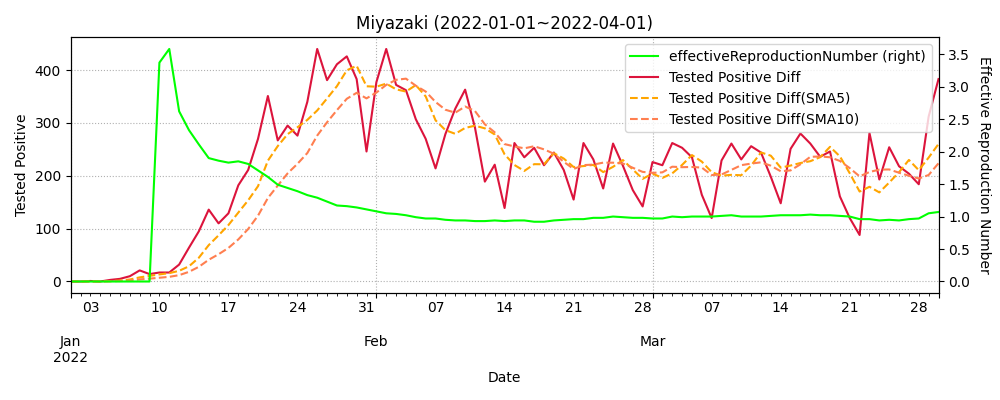 Miyazaki (2022-01-01~2022-04-01)
effectiveReproductionNumber (right)
Tested Positive Diff
Tested Positive Diff(SMA5)
Tested Positive Diff(SMA10)
Tested Positive
400
300
200
100
0
Effective Reproduction Number
3.5
3.0
2.5
2.0
1.5
1.0
0.5
0.0
03 10 17 24 31 07 14 21 28 07 14 21 28
Jan Feb Mar
2022
Date